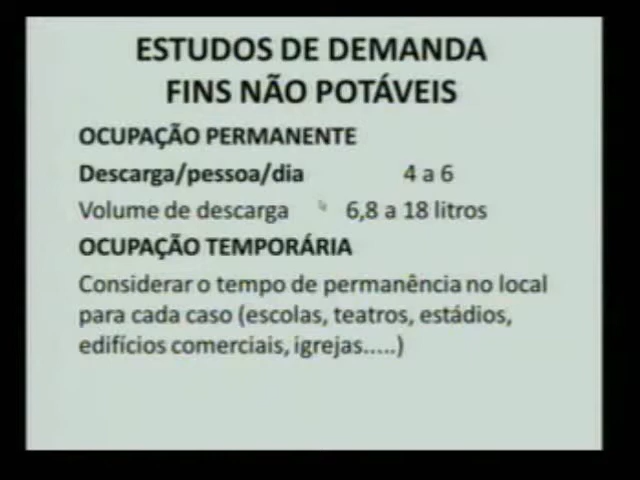 ESTUDOS DE DEMANDA
FINS NÃO POTÁVEIS
OCUPAÇÃO PERMANENTE
Descarga/pessoa/dia 4 a 6
Volume de descarga 6,8 a 18 litros
OCUPAÇÃO TEMPORÁRIA
Considerar o tempo de permanência no local
para cada caso (escolas, teatros, estádios,
edifícios comerciais, igrejas.....)